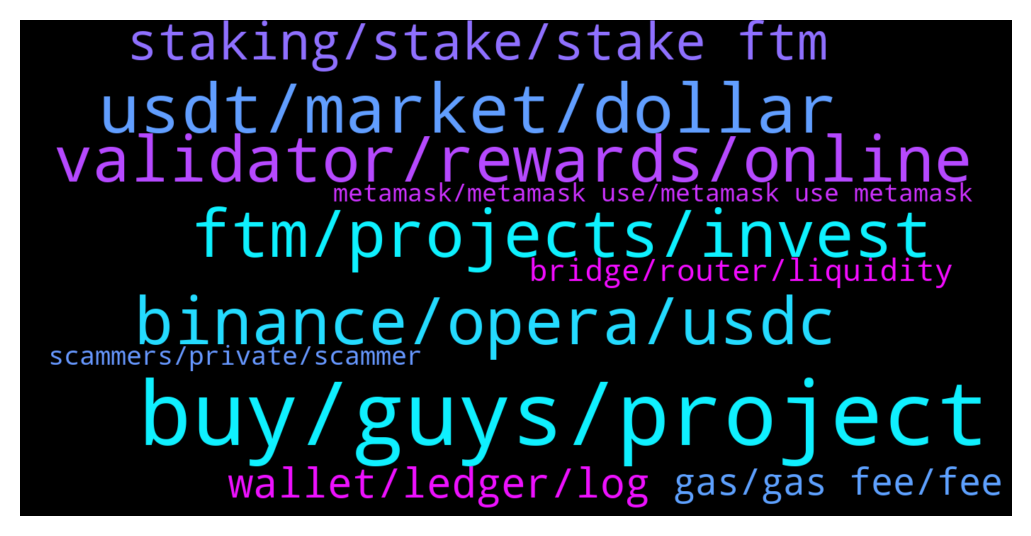 staking/stake/stake ftm
usdt/market/dollar
validator/rewards/online
metamask/metamask use/metamask use metamask
ftm/projects/invest
bridge/router/liquidity
binance/opera/usdc
scammers/private/scammer
buy/guys/project
wallet/ledger/log
gas/gas fee/fee